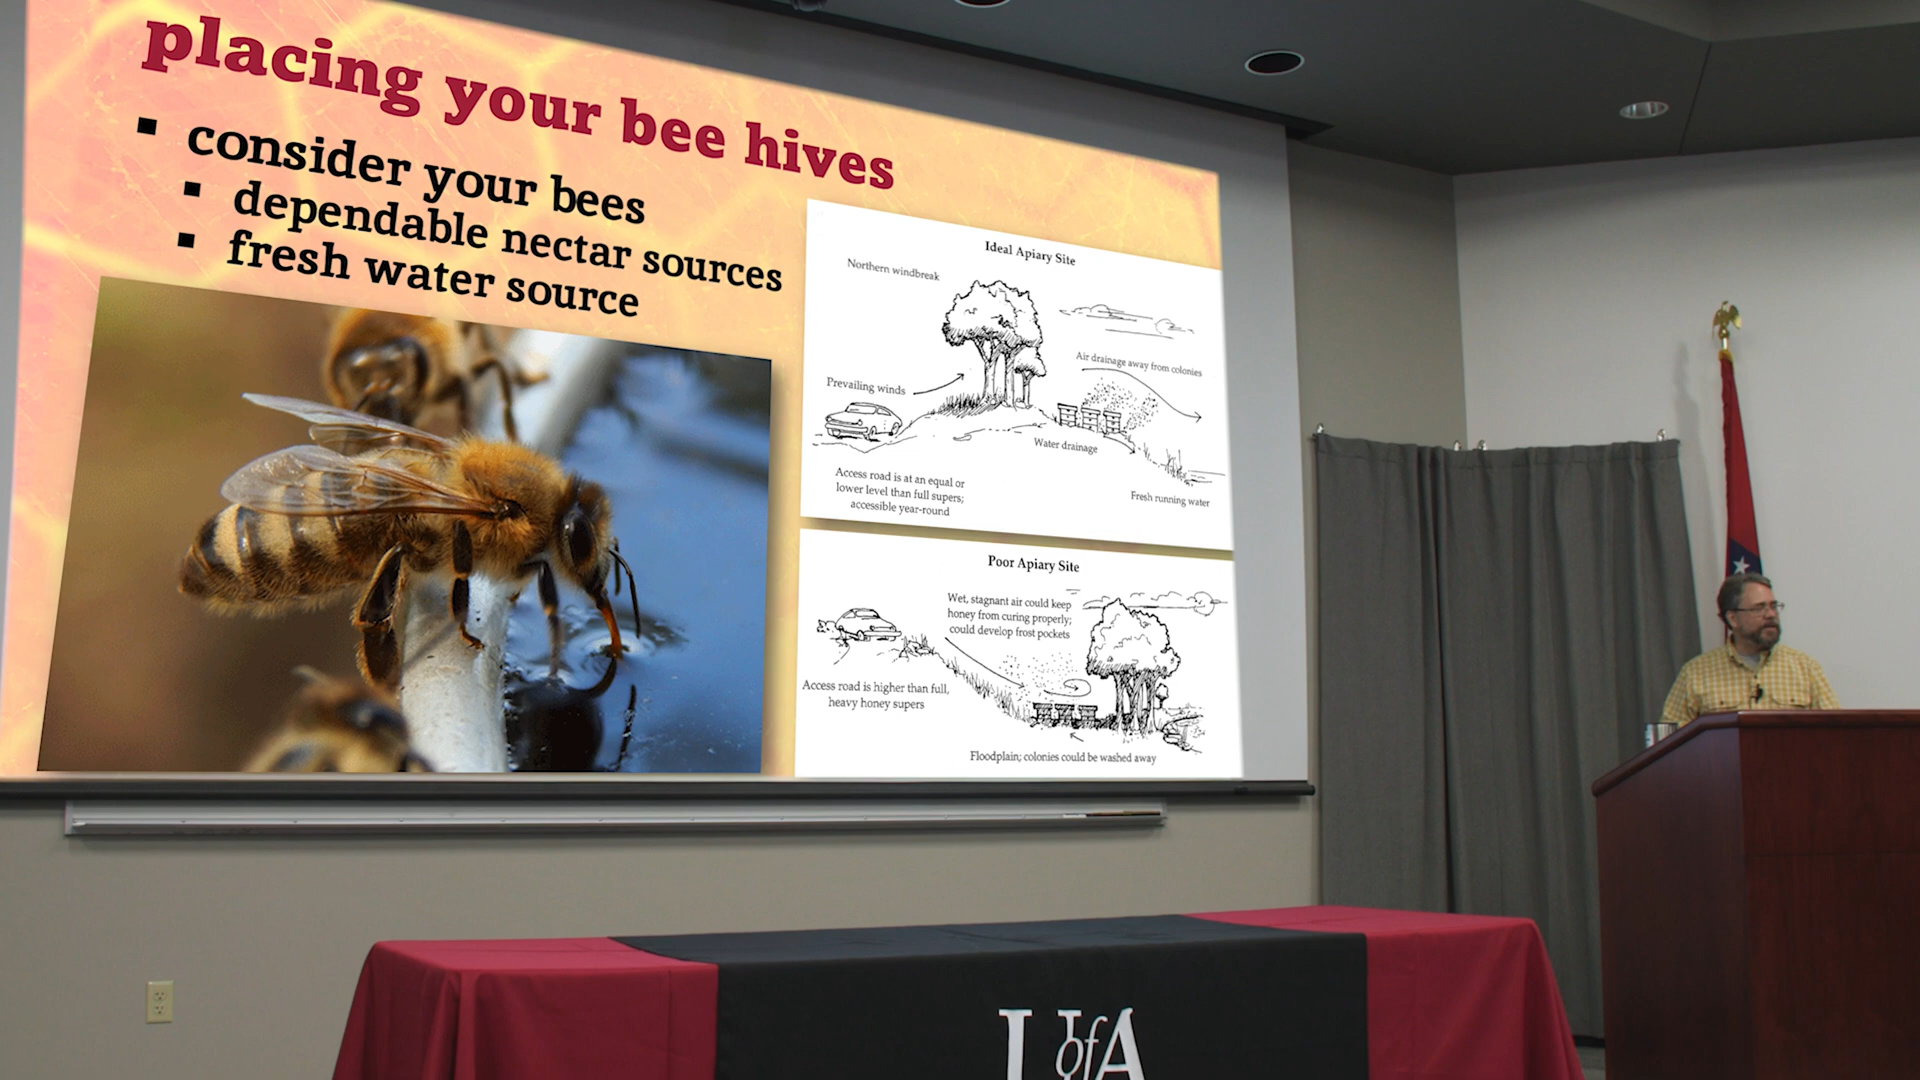 placing your bee hives
▪ consider your bees
▪ dependable nectar sources
▪ fresh water source
Ideal Apiary Site
Northern windbreak
Prevailing winds
Air drainage away from colonies
Water drainage
Access road is at an equal or
lower level than full supers;
accessible year-round
Fresh running water
Poor Apiary Site
Wet, stagnant air could keep
honey from curing properly;
could develop frost pockets
Access road is higher than full,
heavy honey supers
Floodplain; colonies could be washed away
U of A